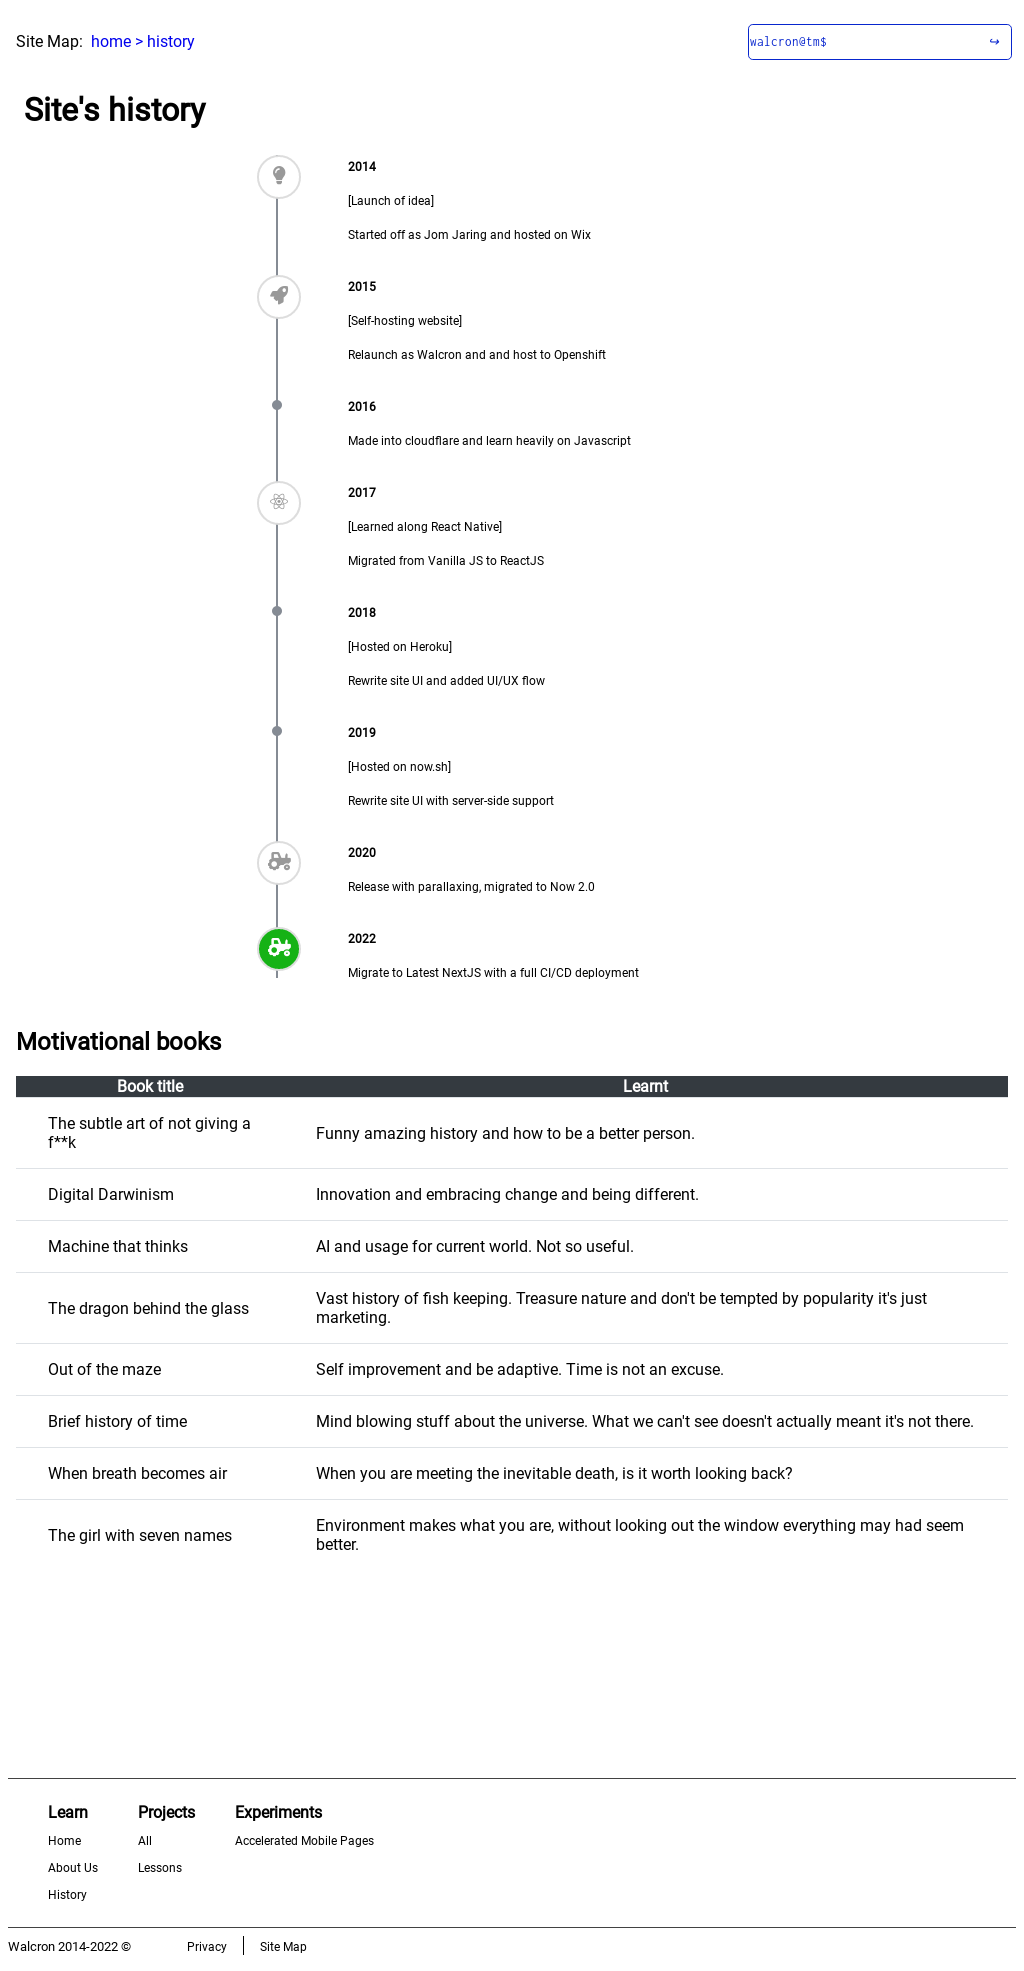 Site Map: home > history
walcron@tm$ ↪
Site's history
2014
[Launch of idea]
Started off as Jom Jaring and hosted on Wix
2015
[Self-hosting website]
Relaunch as Walcron and and host to Openshift
2016
Made into cloudflare and learn heavily on Javascript
2017
[Learned along React Native]
Migrated from Vanilla JS to ReactJS
2018
[Hosted on Heroku]
Rewrite site UI and added UI/UX flow
2019
[Hosted on now.sh]
Rewrite site UI with server-side support
2020
Release with parallaxing, migrated to Now 2.0
2022
Migrate to Latest NextJS with a full CI/CD deployment
Motivational books
Book title Learnt
The subtle art of not giving a
f**k
Funny amazing history and how to be a better person.
Digital Darwinism Innovation and embracing change and being different.
Machine that thinks AI and usage for current world. Not so useful.
The dragon behind the glass
Vast history of fish keeping. Treasure nature and don't be tempted by popularity it's just
marketing.
Out of the maze Self improvement and be adaptive. Time is not an excuse.
Brief history of time Mind blowing stuff about the universe. What we can't see doesn't actually meant it's not there.
When breath becomes air When you are meeting the inevitable death, is it worth looking back?
The girl with seven names
Environment makes what you are, without looking out the window everything may had seem
better.
Learn Projects Experiments
Home All Accelerated Mobile Pages
About Us Lessons
History
Walcron 2014-2022 © Privacy Site Map